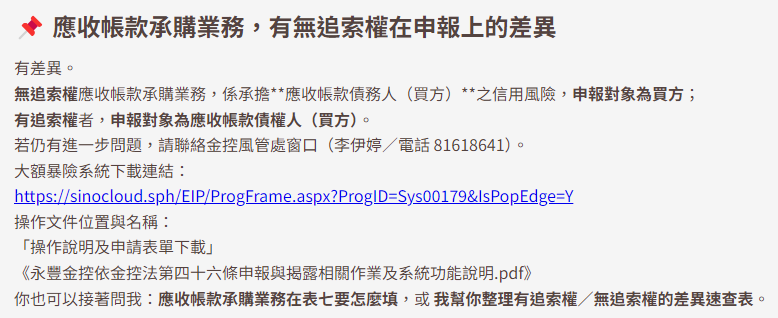 📌 應收帳款承購業務，有無追索權在申報上的差異
有差異。
無追索權應收帳款承購業務，係承擔**應收帳款債務人（買方）**之信用風險，申報對象為買方；
有追索權者，申報對象為應收帳款債權人（買方）。
若仍有進一步問題，請聯絡金控風管處窗口（李伊婷／電話 81618641）。
大額暴險系統下載連結：
https://sinocloud.sph/EIP/ProgFrame.aspx?ProgID=Sys00179&IsPopEdge=Y
操作文件位置與名稱：
「操作說明及申請表單下載」
《永豐金控依金控法第四十六條申報與揭露相關作業及系統功能說明.pdf》
你也可以接著問我：應收帳款承購業務在表七要怎麼填，或 我幫你整理有追索權／無追索權的差異速查表。